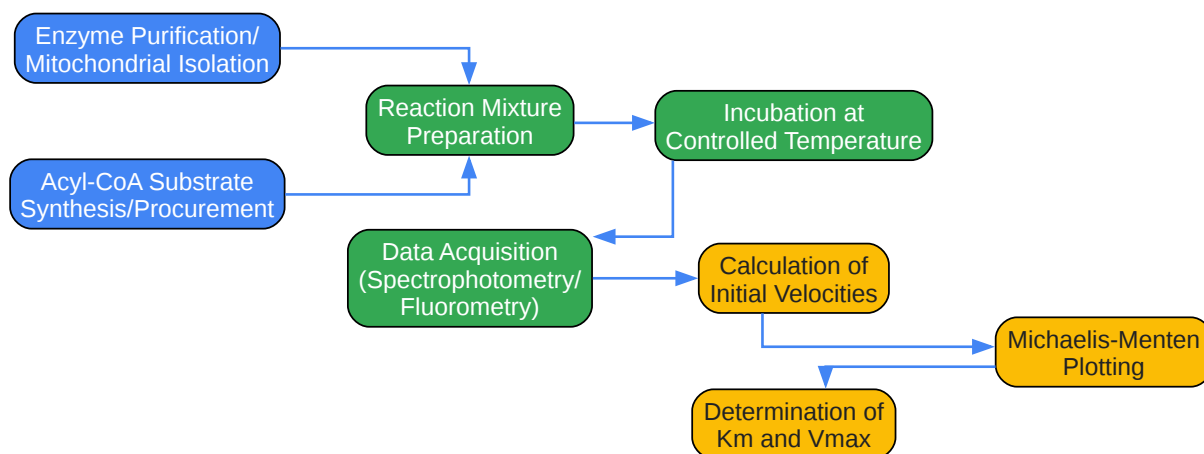 Enzyme Purification/
Mitochondrial Isolation
Reaction Mixture
Preparation
Incubation at
Controlled Temperature
Acyl-CoA Substrate
Synthesis/Procurement
Data Acquisition
(Spectrophotometry/
Fluorometry)
Calculation of
Initial Velocities
Michaelis-Menten
Plotting
Determination of
Km and Vmax